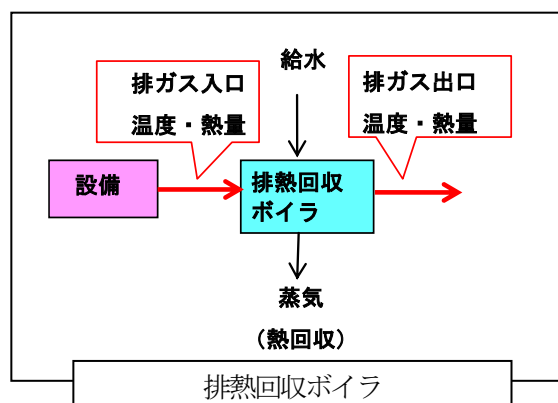 排ガス入口
温度・熱量
給水
排ガス出口
温度・熱量
設備
排熱回収
ボイラ
蒸気
（熱回収）
排熱回収ボイラ